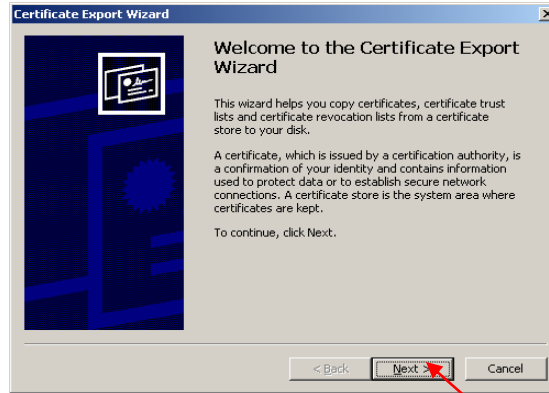 Certificate Export Wizard
Welcome to the Certificate Export
Wizard
This wizard helps you copy certificates, certificate trust
lists and certificate revocation lists from a certificate
store to your disk.
A certificate, which is issued by a certification authority, is
a confirmation of your identity and contains information
used to protect data or to establish secure network
connections. A certificate store is the system area where
certificates are kept.
To continue, click Next.
< Back Next > Cancel